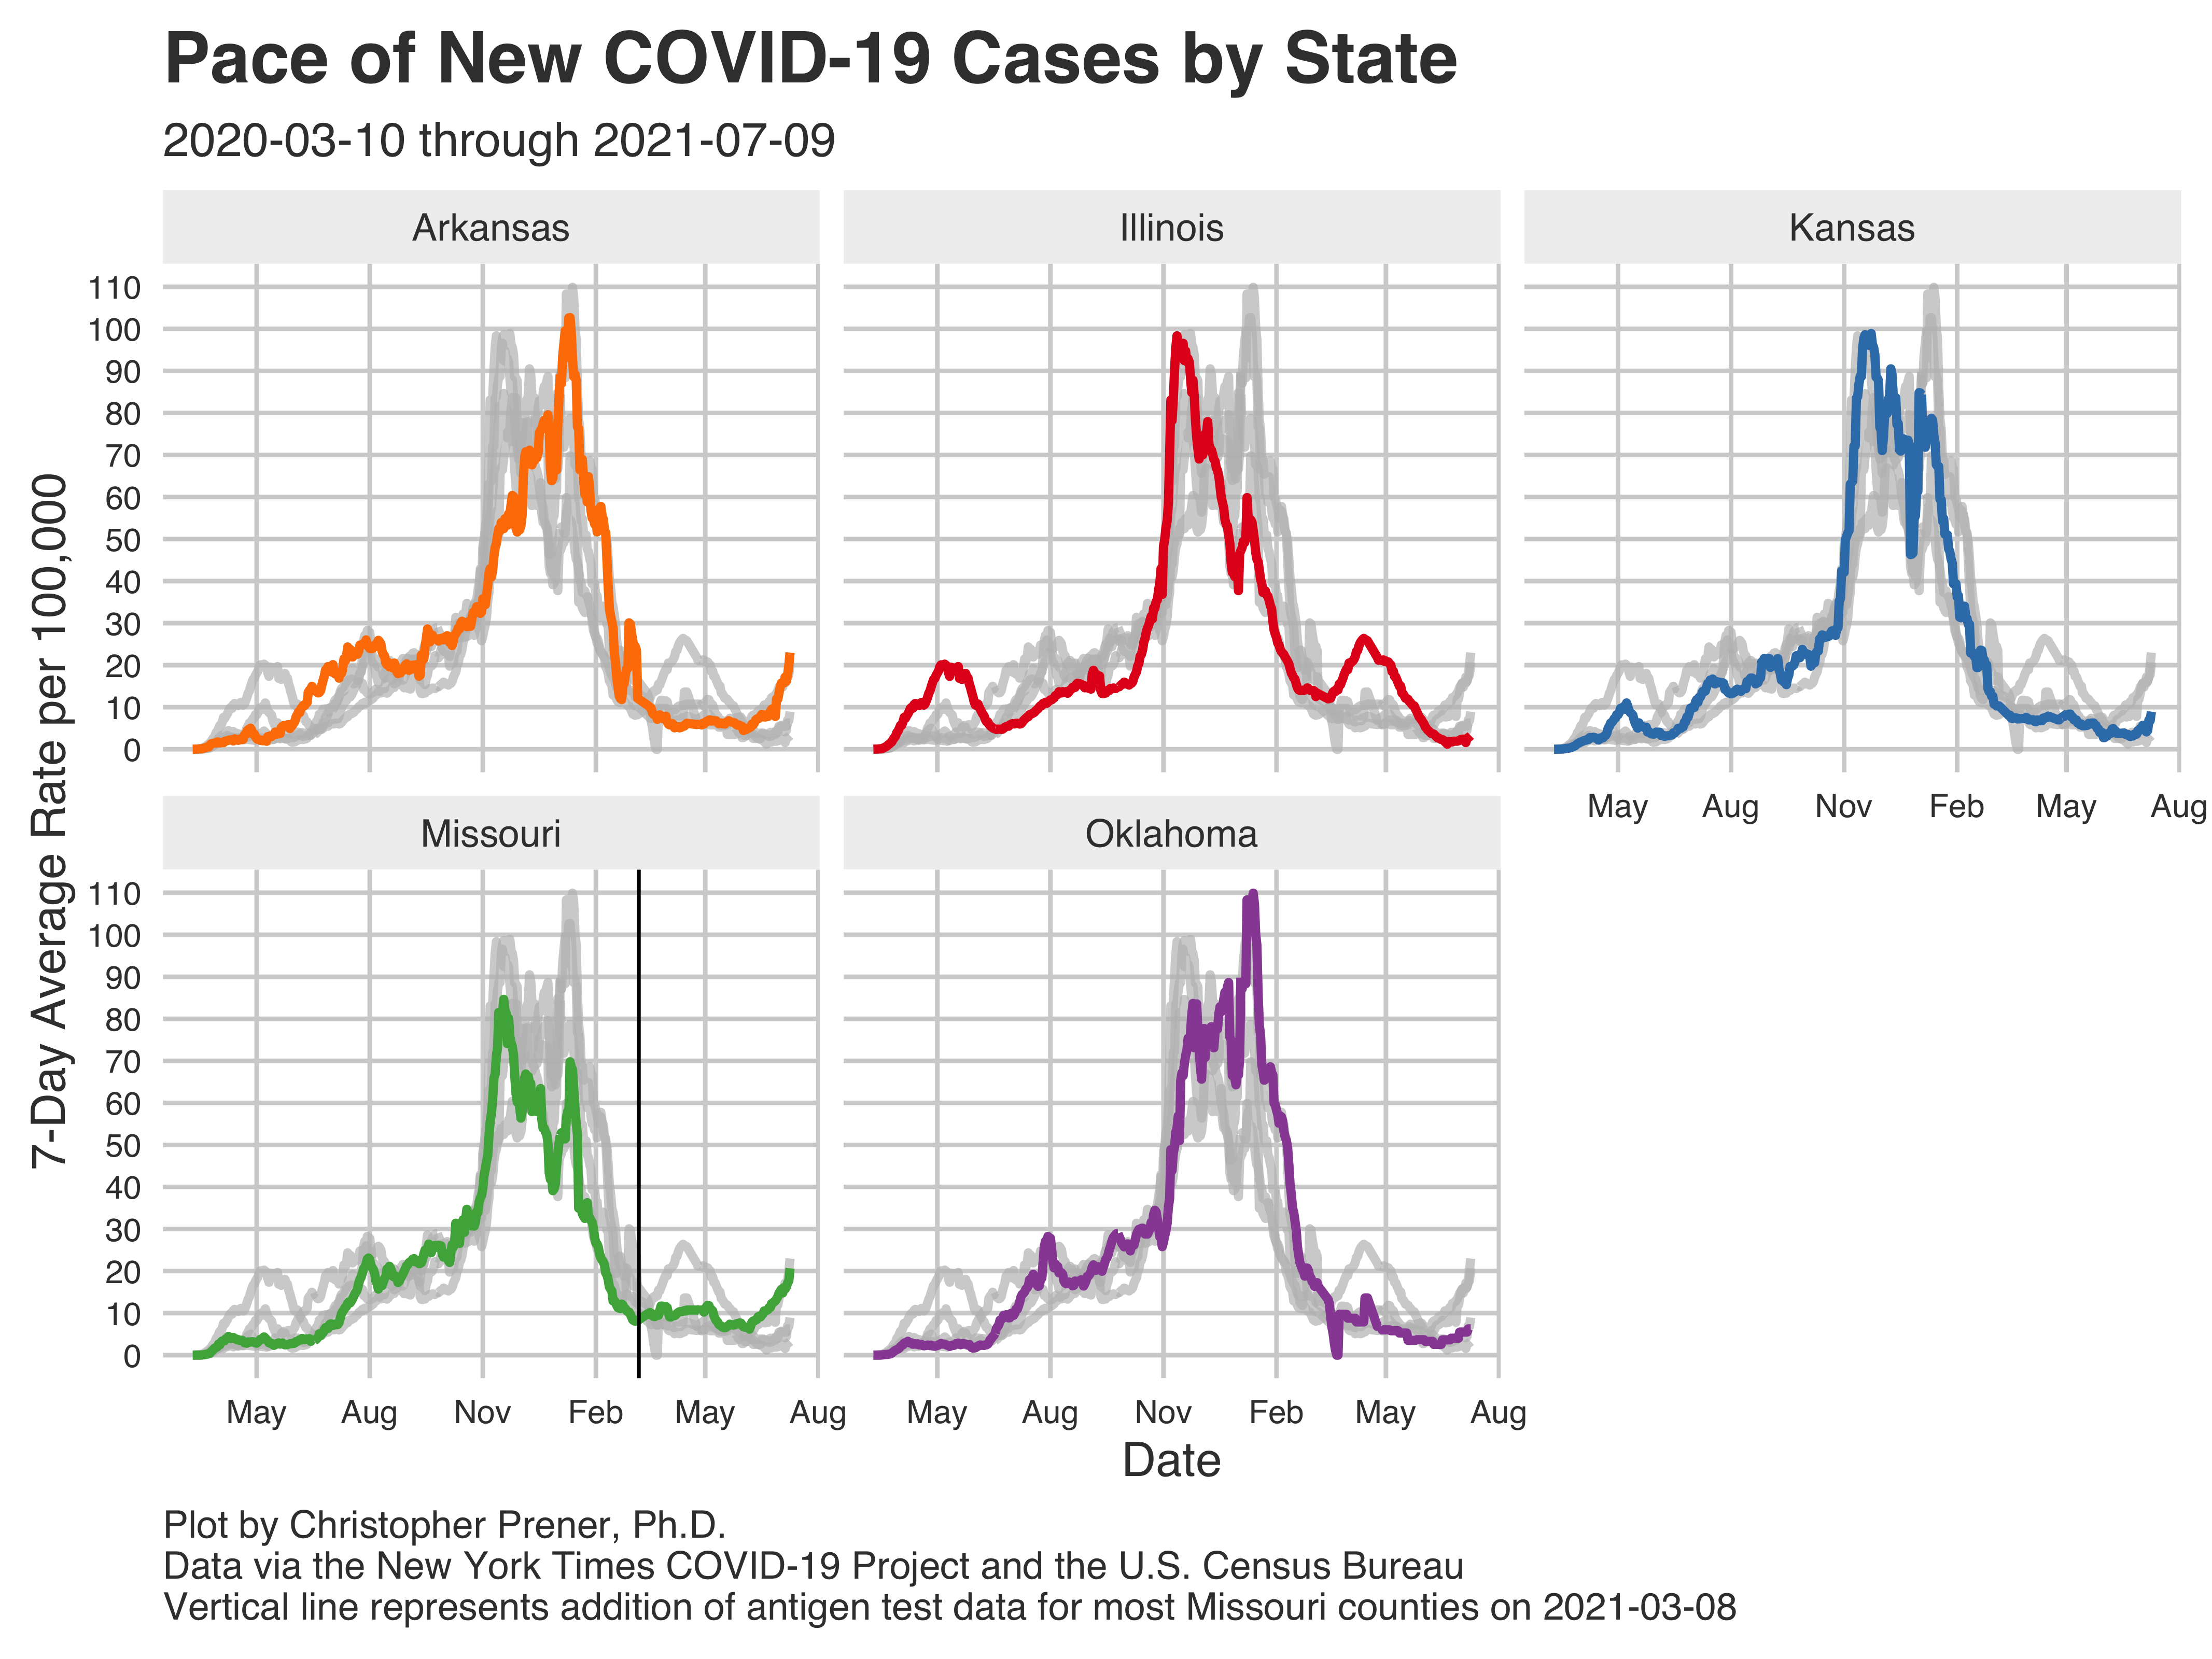 Pace of New COVID-19 Cases by State
2020-03-10 through 2021-07-09
Arkansas
Illinois
Kansas
110
100
90
80
70
60
50
40
30
20
10
0
May Aug Nov Feb May Aug
Missouri
Oklahoma
110
100
90
80
70
60
50
40
30
20
10
0
7-Day Average Rate per 100,000
May Aug Nov Feb May Aug
May Aug Nov Feb May Aug
Date
Plot by Christopher Prener, Ph.D.
Data via the New York Times COVID-19 Project and the U.S. Census Bureau
Vertical line represents addition of antigen test data for most Missouri counties on 2021-03-08